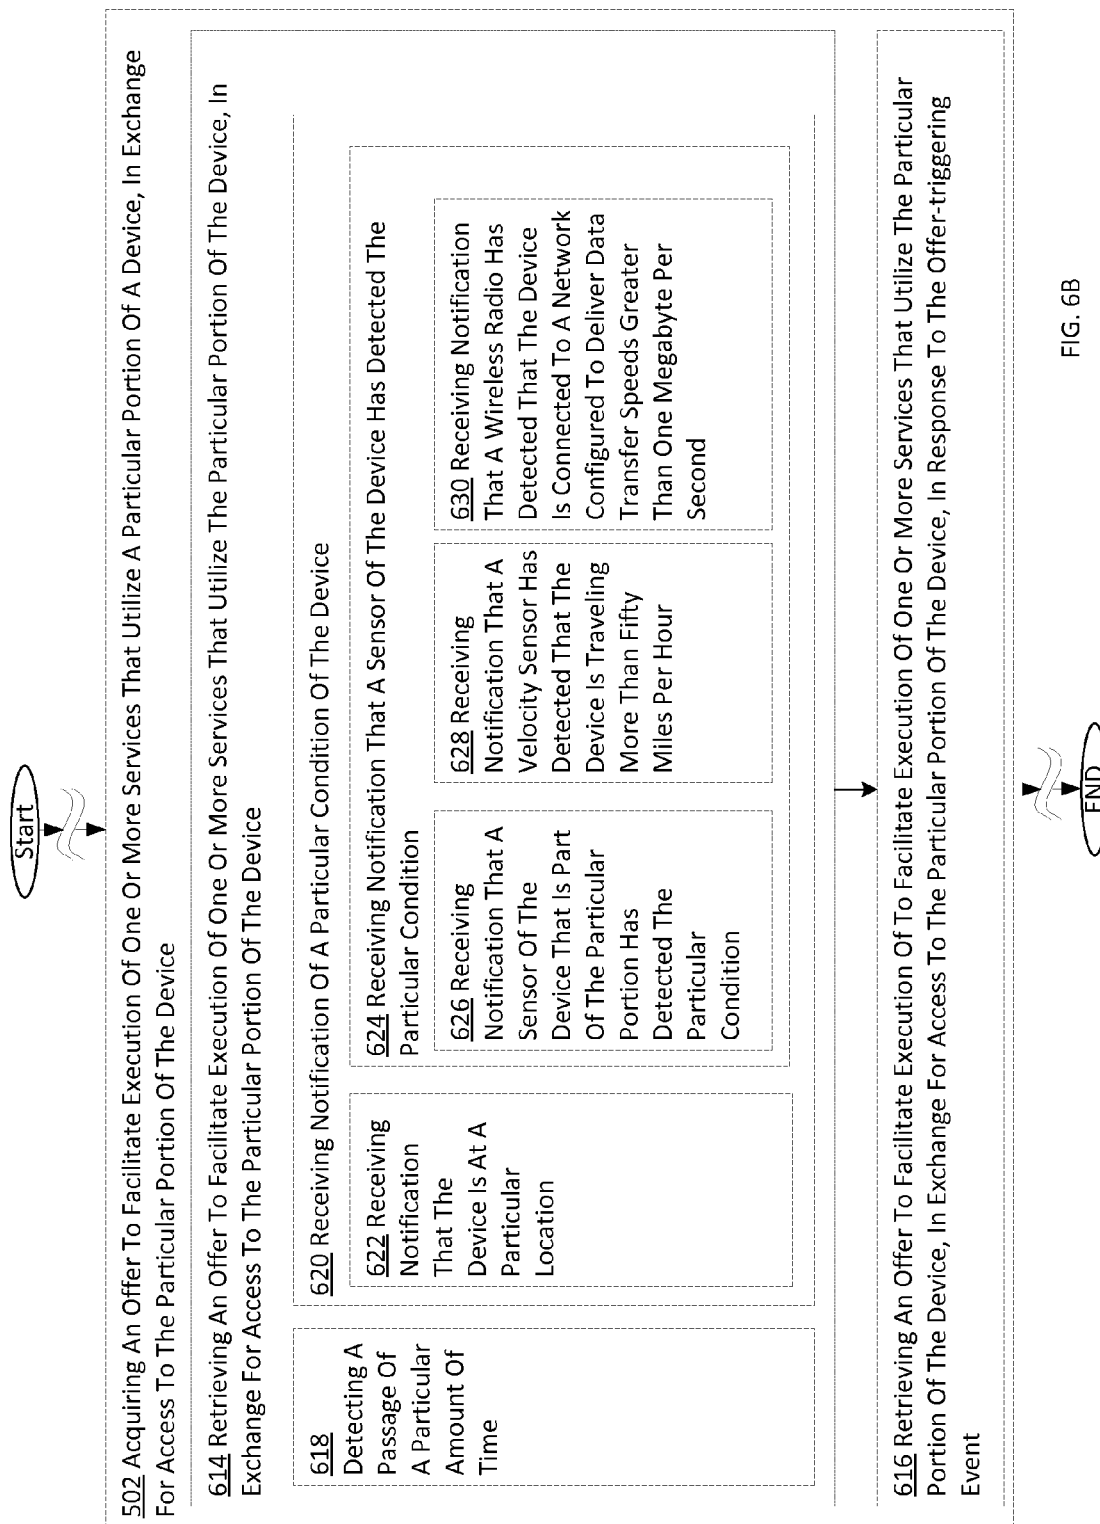 Start
502 Acquiring An Offer To Facilitate Execution Of One Or More Services That Utilize A Particular Portion Of A Device, In Exchange
For Access To The Particular Portion Of The Device
614 Retrieving An Offer To Facilitate Execution Of One Or More Services That Utilize The Particular Portion Of The Device, In
Exchange For Access To The Particular Portion Of The Device
618
Detecting A
Passage Of
A Particular
Amount Of
Time
620 Receiving Notification Of A Particular Condition Of The Device
622 Receiving
Notification
That The
Device Is At A
Particular
Location
624 Receiving Notification That A Sensor Of The Device Has Detected The
Particular Condition
626 Receiving
Notification That A
Sensor Of The
Device That Is Part
Of The Particular
Portion Has
Detected The
Particular
Condition
628 Receiving
Notification That A
Velocity Sensor Has
Detected That The
Device Is Traveling
More Than Fifty
Miles Per Hour
630 Receiving Notification
That A Wireless Radio Has
Detected That The Device
Is Connected To A Network
Configured To Deliver Data
Transfer Speeds Greater
Than One Megabyte Per
Second
616 Retrieving An Offer To Facilitate Execution Of To Facilitate Execution Of One Or More Services That Utilize The Particular
Portion Of The Device, In Exchange For Access To The Particular Portion Of The Device, In Response To The Offer-triggering
Event
END
FIG. 6B